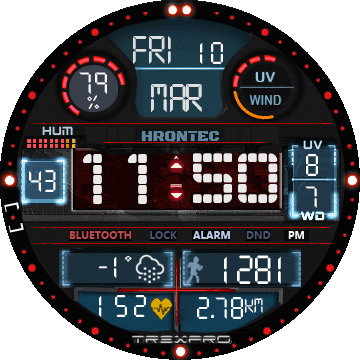 FRI 10
79
%
MAR
UV
WIND
HUM
HRONTEC
43
11:50
UV
8
7
WD
BLUETOOTH LOCK ALARM DND PM
-1°
1281
152
2.78KM
TREXPRO